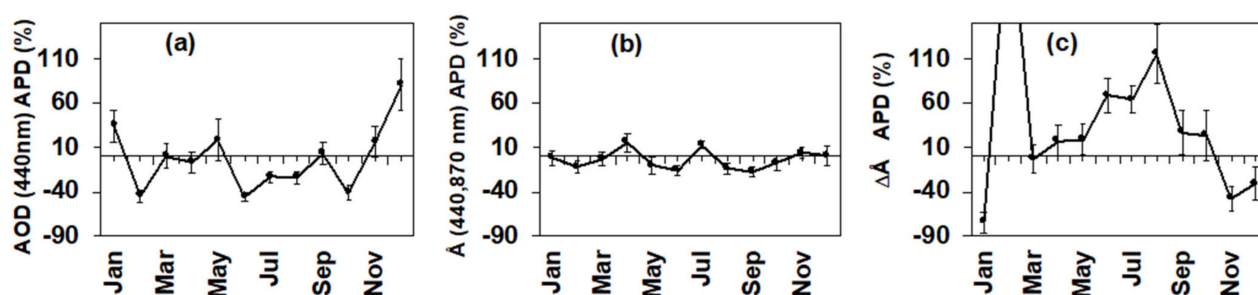 AOD (440nm) APD (%)
(a)
110
60
10
-40
-90
Jan
Mar
May
Jul
Sep
Nov
Å (440,870 nm) APD (%)
(b)
110
60
10
-40
-90
Jan
Mar
May
Jul
Sep
Nov
ΔÅ APD (%)
(c)
110
60
10
-40
-90
Jan
Mar
May
Jul
Sep
Nov